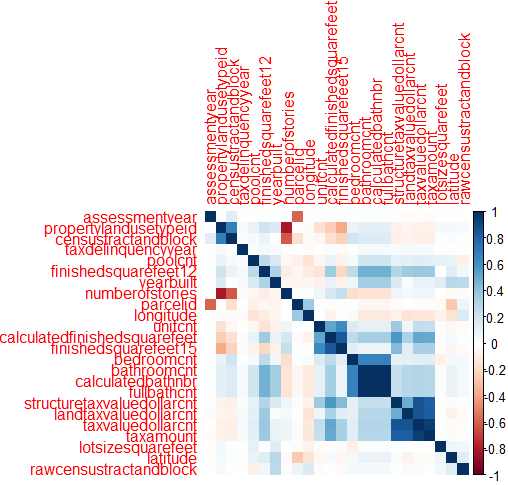 assessmentyear
propertylandusetypeid
censustractandblock
taxdelinquencyyear
poolcnt
finishedsquarefeet12
yearbuilt
numberofstories
parcelid
longitude
unitcnt
calculatedfinishedsquarefeet
finishedsquarefeet15
bedroomcnt
bathroomcnt
calculatedbathnbr
fullbathcnt
structuretaxvaluedollarcnt
landtaxvaluedollarcnt
taxvaluedollarcnt
taxamount
lotsizesquarefeet
latitude
rawcensustractandblock
assessmentyear
propertylandusetypeid
censustractandblock
taxdelinquencyyear
poolcnt
finishedsquarefeet12
yearbuilt
numberofstories
parcelid
longitude
unitcnt
calculatedfinishedsquarefeet
finishedsquarefeet15
bedroomcnt
bathroomcnt
calculatedbathnbr
fullbathcnt
structuretaxvaluedollarcnt
landtaxvaluedollarcnt
taxvaluedollarcnt
taxamount
lotsizesquarefeet
latitude
rawcensustractandblock
1
0.8
0.6
0.4
0.2
0
-0.2
-0.4
-0.6
-0.8
-1